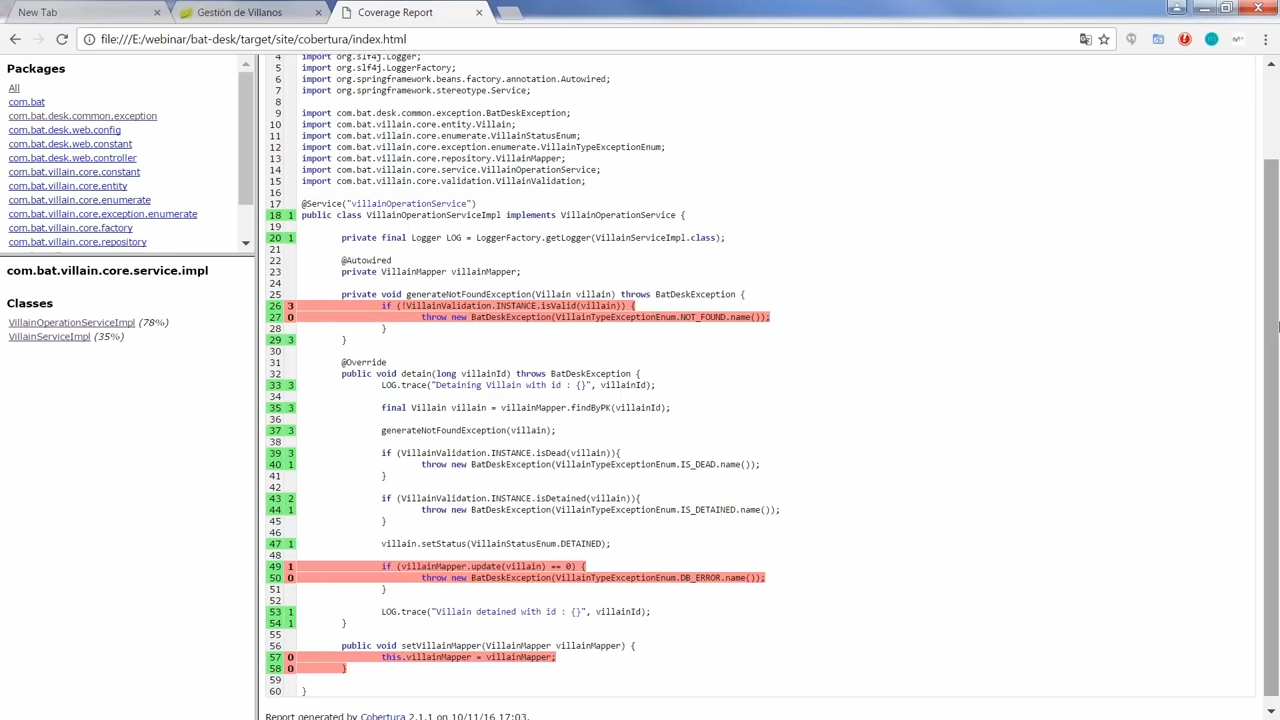 New Tab
Gestión de Villanos
Coverage Report
file:///E:/webinar/bat-desk/target/site/cobertura/index.html
Packages
All
com.bat
com.bat.desk.common.exception
com.bat.desk.web.config
com.bat.desk.web.constant
com.bat.desk.web.controller
com.bat.villain.core.constant
com.bat.villain.core.entity
com.bat.villain.core.enumerate
com.bat.villain.core.exception.enumerate
com.bat.villain.core.factory
com.bat.villain.core.repository
com.bat.villain.core.service.impl
Classes
VillainOperationServiceImpl (78%)
VillainServiceImpl (35%)
4 import org.slf4j.Logger;
5 import org.slf4j.LoggerFactory;
6 import org.springframework.beans.factory.annotation.Autowired;
7 import org.springframework.stereotype.Service;
8
9 import com.bat.desk.common.exception.BatDeskException;
10 import com.bat.villain.core.entity.Villain;
11 import com.bat.villain.core.enumerate.VillainStatusEnum;
12 import com.bat.villain.core.exception.enumerate.VillainTypeExceptionEnum;
13 import com.bat.villain.core.repository.VillainMapper;
14 import com.bat.villain.core.service.VillainOperationService;
15 import com.bat.villain.core.validation.VillainValidation;
16
17 @Service("villainOperationService")
18 1 public class VillainOperationServiceImpl implements VillainOperationService {
19
20 1 private final Logger LOG = LoggerFactory.getLogger(VillainServiceImpl.class);
21
22 @Autowired
23 private VillainMapper villainMapper;
24
25 private void generateNotFoundException(Villain villain) throws BatDeskException {
26 3 if (!VillainValidation.INSTANCE.isValid(villain)) {
27 0 throw new BatDeskException(VillainTypeExceptionEnum.NOT_FOUND.name());
28 }
29 3 }
30
31 @Override
32 public void detain(long villainId) throws BatDeskException {
33 3 LOG.trace("Detaining Villain with id : {}", villainId);
34
35 3 final Villain villain = villainMapper.findByPK(villainId);
36
37 3 generateNotFoundException(villain);
38
39 3 if (VillainValidation.INSTANCE.isDead(villain)){
40 1 throw new BatDeskException(VillainTypeExceptionEnum.IS_DEAD.name());
41 }
42
43 2 if (VillainValidation.INSTANCE.isDetained(villain)){
44 1 throw new BatDeskException(VillainTypeExceptionEnum.IS_DETAINED.name());
45 }
46
47 1 villain.setStatus(VillainStatusEnum.DETAINED);
48
49 1 if (villainMapper.update(villain) == 0) {
50 0 throw new BatDeskException(VillainTypeExceptionEnum.DB_ERROR.name());
51 }
52
53 1 LOG.trace("Villain detained with id : {}", villainId);
54 1 }
55
56 public void setVillainMapper(VillainMapper villainMapper) {
57 0 this.villainMapper = villainMapper;
58 0 }
59
60 }
Report generated by Cobertura 2.1.1 on 10/11/16 17:03.